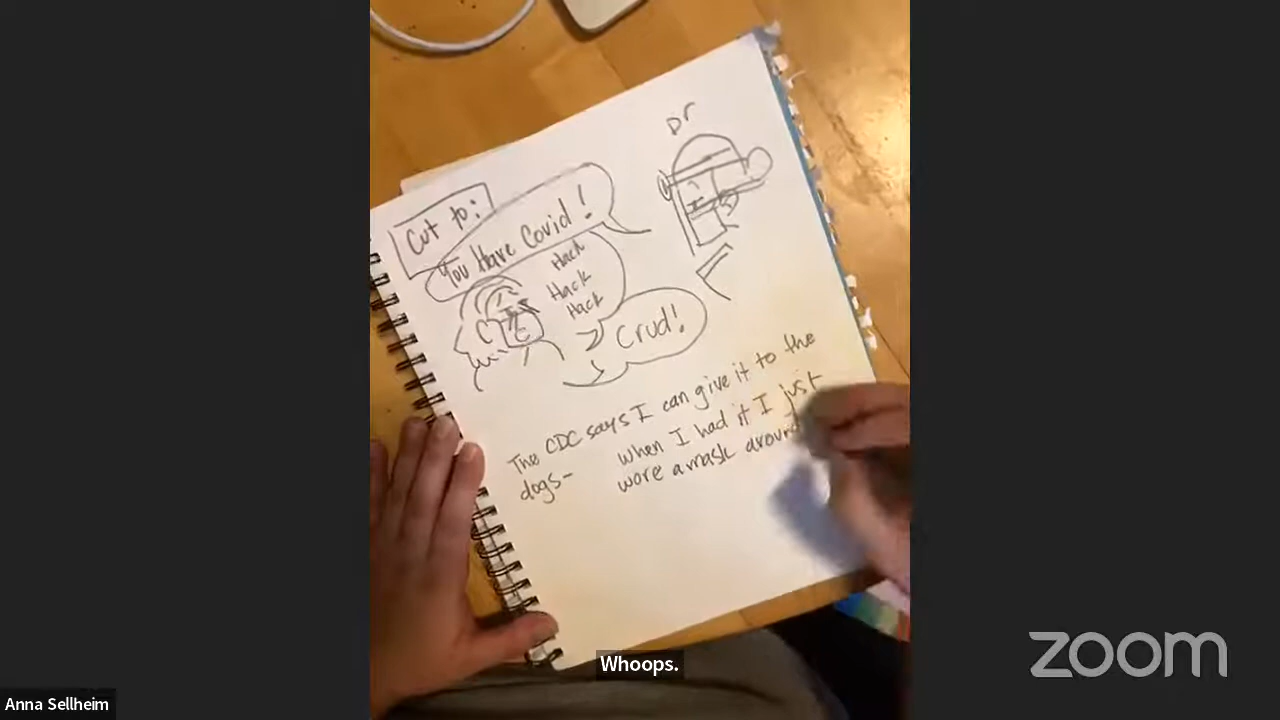 Dr
Cut to:
You Have Covid!
Hack
Hack
Hack
Crud!
The CDC says I can give it to the
dogs-
when I had it I just
wore a mask around
Whoops.
zoom
Anna Sellheim